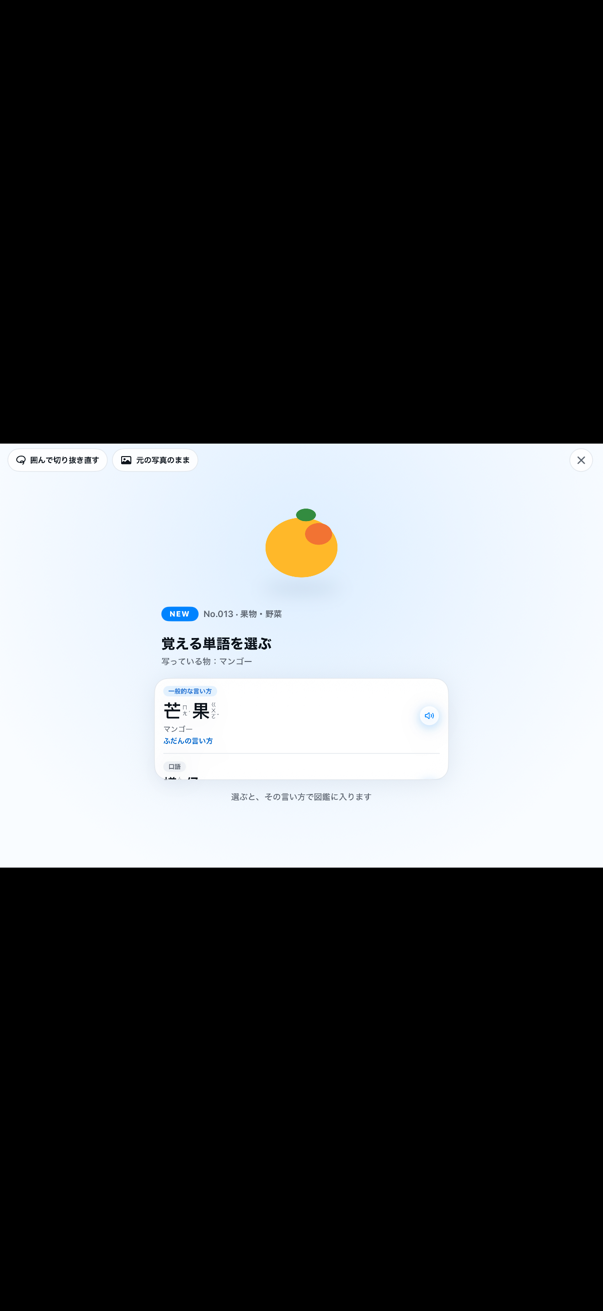 囲んで切り抜き直す
元の写真のまま
NEW No.013 · 果物・野菜
覚える単語を選ぶ
写っている物：マンゴー
一般的な言い方
芒果
マンゴー
ふだんの言い方
口語
選ぶと、その言い方で図鑑に入ります